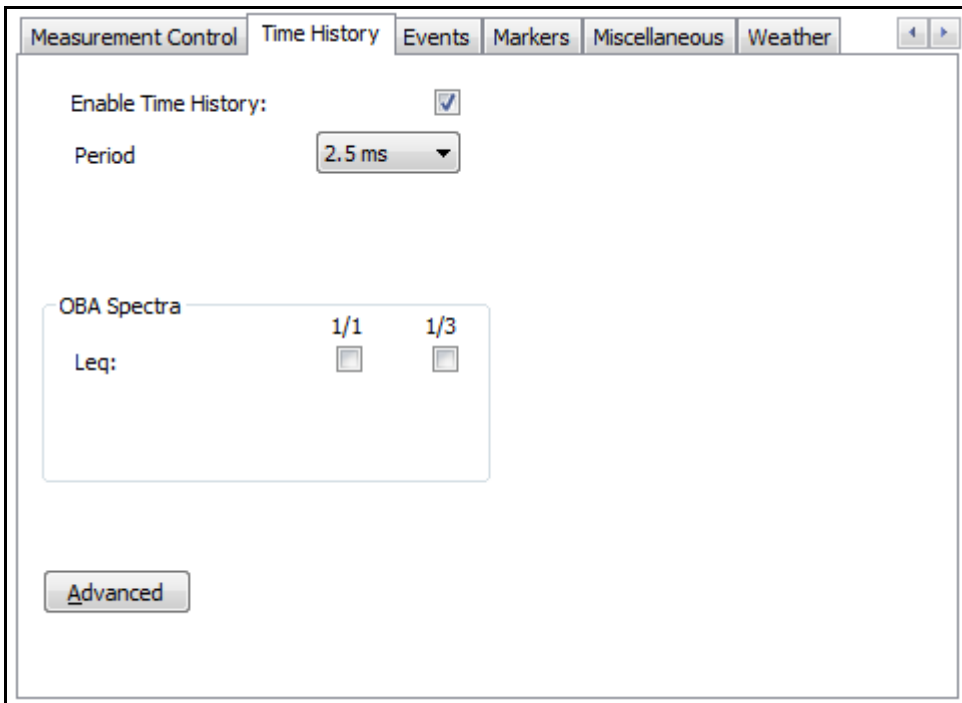 Measurement Control Time History Events Markers Miscellaneous Weather
Enable Time History:
Period 2.5 ms
OBA Spectra
1/1 1/3
Leq:
Advanced